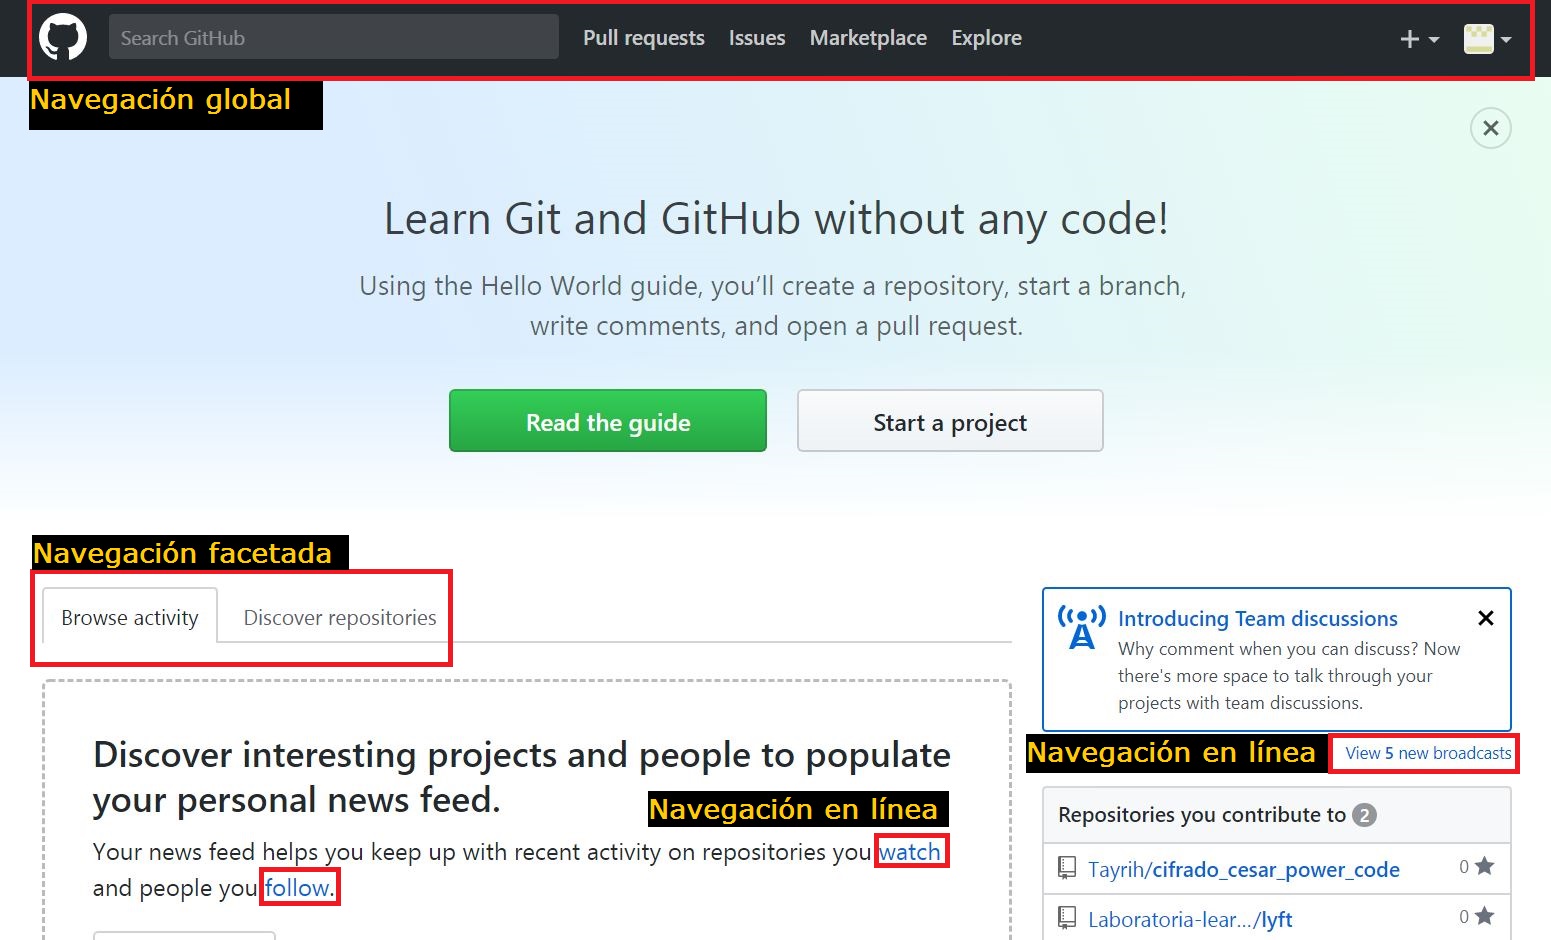 Search GitHub Pull requests Issues Marketplace Explore
Navegación global
Learn Git and GitHub without any code!
Using the Hello World guide, you’ll create a repository, start a branch,
write comments, and open a pull request.
Read the guide Start a project
Navegación facetada
Browse activity Discover repositories
Discover interesting projects and people to populate
your personal news feed.
Navegación en línea
Your news feed helps you keep up with recent activity on repositories you watch
and people you follow.
Introducing Team discussions
Why comment when you can discuss? Now
there's more space to talk through your
projects with team discussions.
Navegación en línea View 5 new broadcasts
Repositories you contribute to 2
Tayrih/cifrado_cesar_power_code 0
Laboratoria-lear.../lyft 0